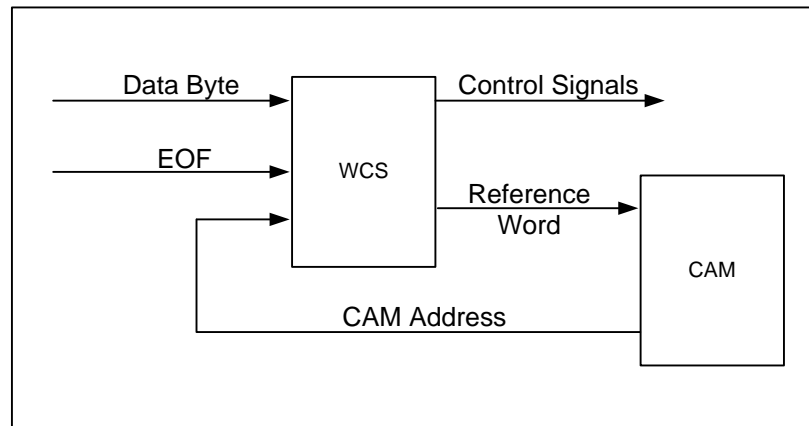 Data Byte
Control Signals
EOF
WCS
Reference
Word
CAM
CAM Address